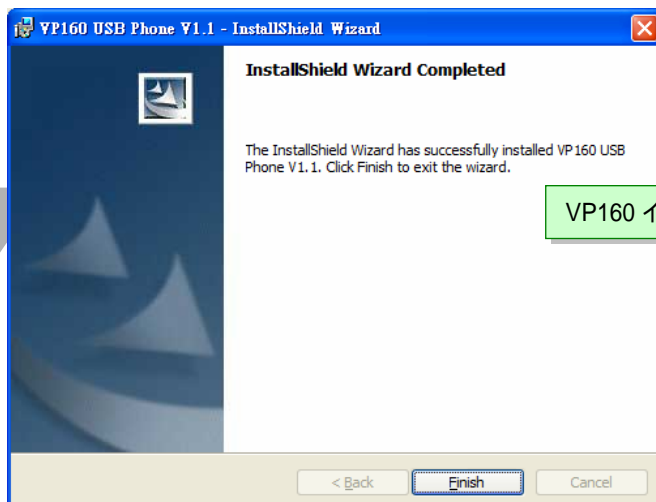 VP160 USB Phone V1.1 - InstallShield Wizard
InstallShield Wizard Completed
The InstallShield Wizard has successfully installed VP160 USB
Phone V1.1. Click Finish to exit the wizard.
VP160 イ
< Back
Finish
Cancel